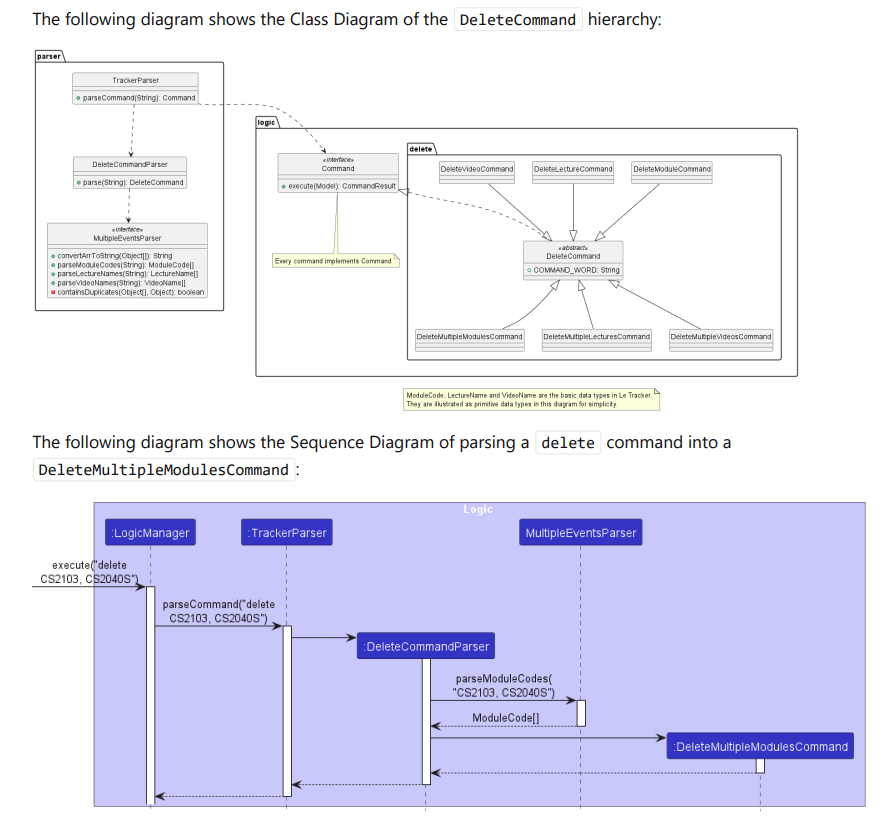 The following diagram shows the Class Diagram of the DeleteCommand hierarchy:
parser
TrackerParser
parseCommand(String): Command
DeleteCommandParser
parse(String): DeleteCommand
«interface»
MultipleEventsParser
convertArrToString(Object[]): String
parseModuleCodes(String): ModuleCode[]
parseLectureNames(String): LectureName[]
parseVideoNames(String): VideoName[]
containsDuplicates(Object[], Object): boolean
logic
«interface»
Command
execute(Model): CommandResult
Every command implements Command
delete
DeleteVideoCommand
DeleteLectureCommand
DeleteModuleCommand
«abstract»
DeleteCommand
COMMAND_WORD: String
DeleteMultipleModulesCommand
DeleteMultipleLecturesCommand
DeleteMultipleVideosCommand
ModuleCode, LectureName and VideoName are the basic data types in Le Tracker.
They are illustrated as primitive data types in this diagram for simplicity.
The following diagram shows the Sequence Diagram of parsing a delete command into a
DeleteMultipleModulesCommand:
Logic
:LogicManager
:TrackerParser
MultipleEventsParser
execute("delete
CS2103, CS2040S")
parseCommand("delete
CS2103, CS2040S")
:DeleteCommandParser
parseModuleCodes(
"CS2103, CS2040S")
ModuleCode[]
:DeleteMultipleModulesCommand